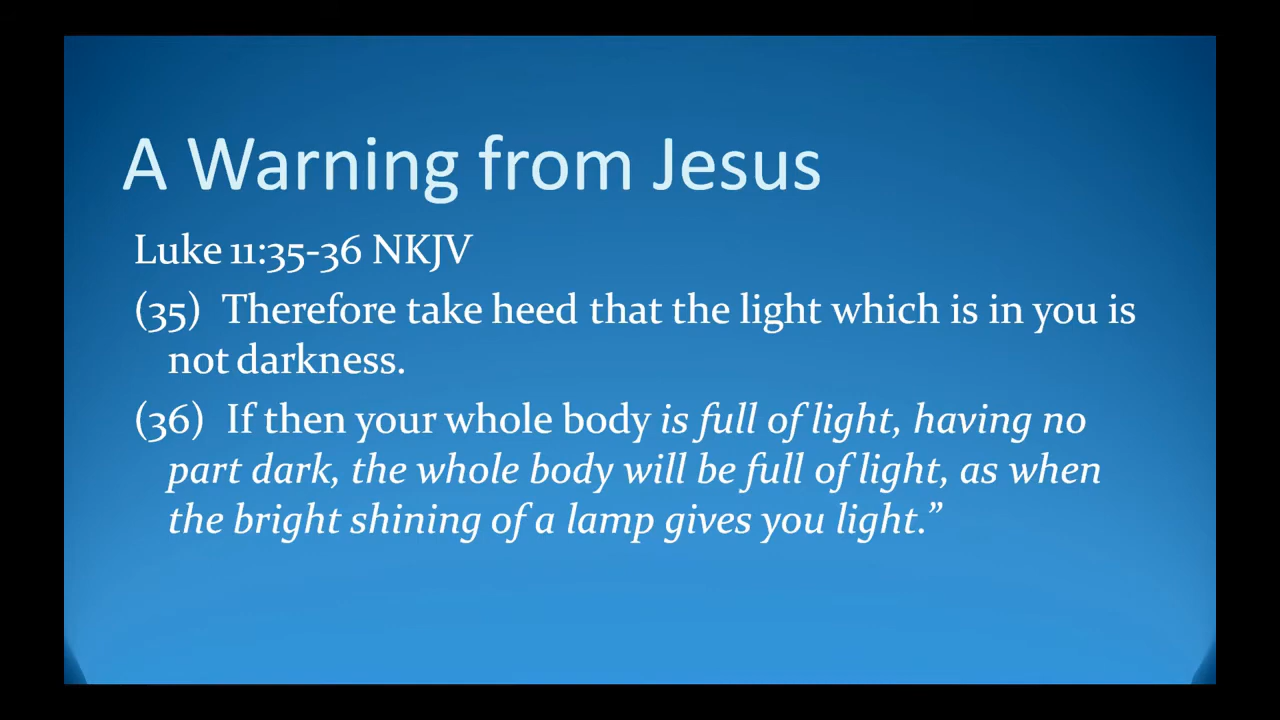 A Warning from Jesus
Luke 11:35-36 NKJV
(35) Therefore take heed that the light which is in you is
not darkness.
(36) If then your whole body is full of light, having no
part dark, the whole body will be full of light, as when
the bright shining of a lamp gives you light.”